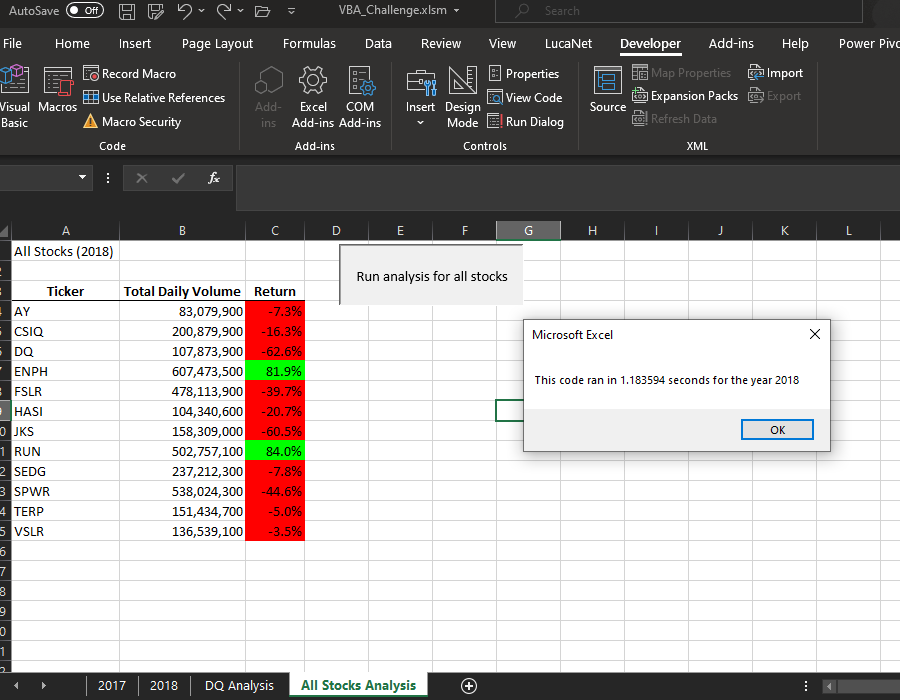 AutoSave Off VBA_Challenge.xlsm Search
File Home Insert Page Layout Formulas Data Review View LucaNet Developer Add-ins Help Power Pivo
Visual Basic
Macros
Record Macro
Use Relative References
Macro Security
Code
Add-ins
Excel Add-ins
COM Add-ins
Add-ins
Insert
Design Mode
Properties
View Code
Run Dialog
Controls
Source
Map Properties
Expansion Packs
Refresh Data
Import
Export
XML
fx
A B C D E F G H I J K L
All Stocks (2018)
Run analysis for all stocks
Ticker Total Daily Volume Return
AY 83,079,900 -7.3%
CSIQ 200,879,900 -16.3%
DQ 107,873,900 -62.6%
ENPH 607,473,500 81.9%
FSLR 478,113,900 -39.7%
HASI 104,340,600 -20.7%
JKS 158,309,000 -60.5%
RUN 502,757,100 84.0%
SEDG 237,212,300 -7.8%
SPWR 538,024,300 -44.6%
TERP 151,434,700 -5.0%
VSLR 136,539,100 -3.5%
Microsoft Excel
This code ran in 1.183594 seconds for the year 2018
OK
2017 2018 DQ Analysis All Stocks Analysis